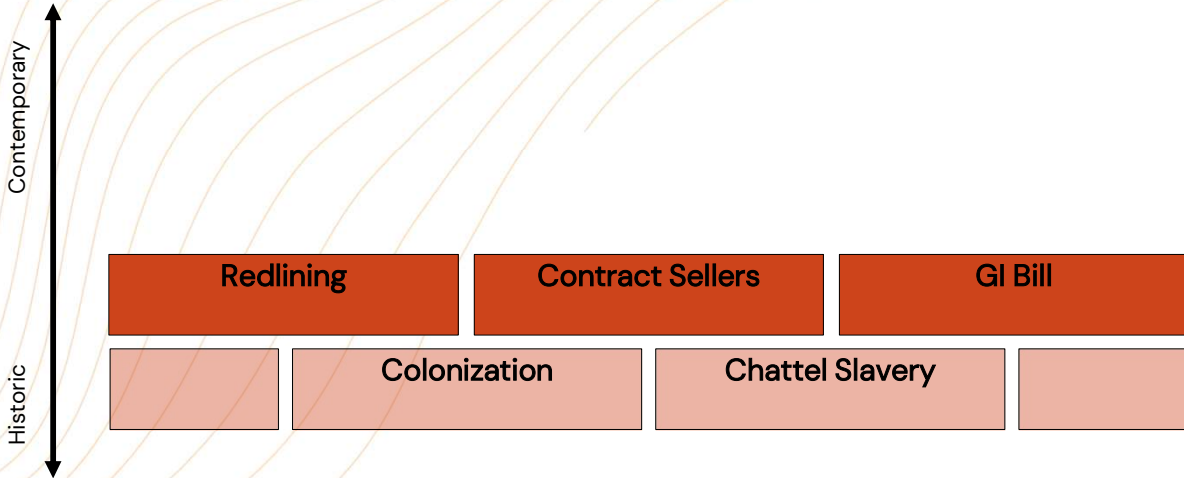 Contemporary
Redlining
Contract Sellers
GI Bill
Colonization
Chattel Slavery
Historic